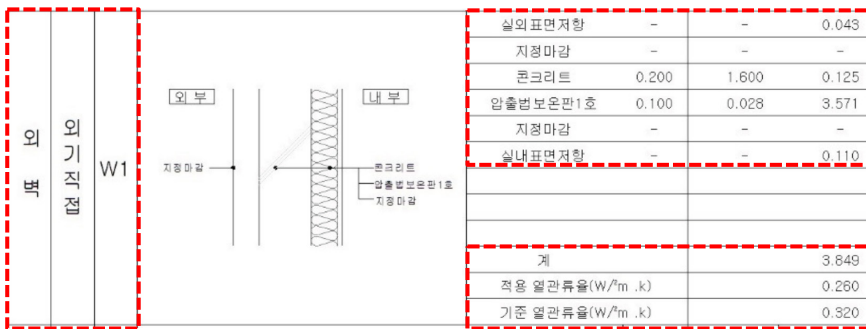 외벽
외기직접
W1
외부
내부
지정마감
콘크리트
압출법보온판1호
지정마감
실외표면저항 - - 0.043
지정마감 - - -
콘크리트 0.200 1.600 0.125
압출법보온판1호 0.100 0.028 3.571
지정마감 - - -
실내표면저항 - - 0.110
계 3.849
적용 열관류율(W/㎡ .k) 0.260
기준 열관류율(W/㎡ .k) 0.320